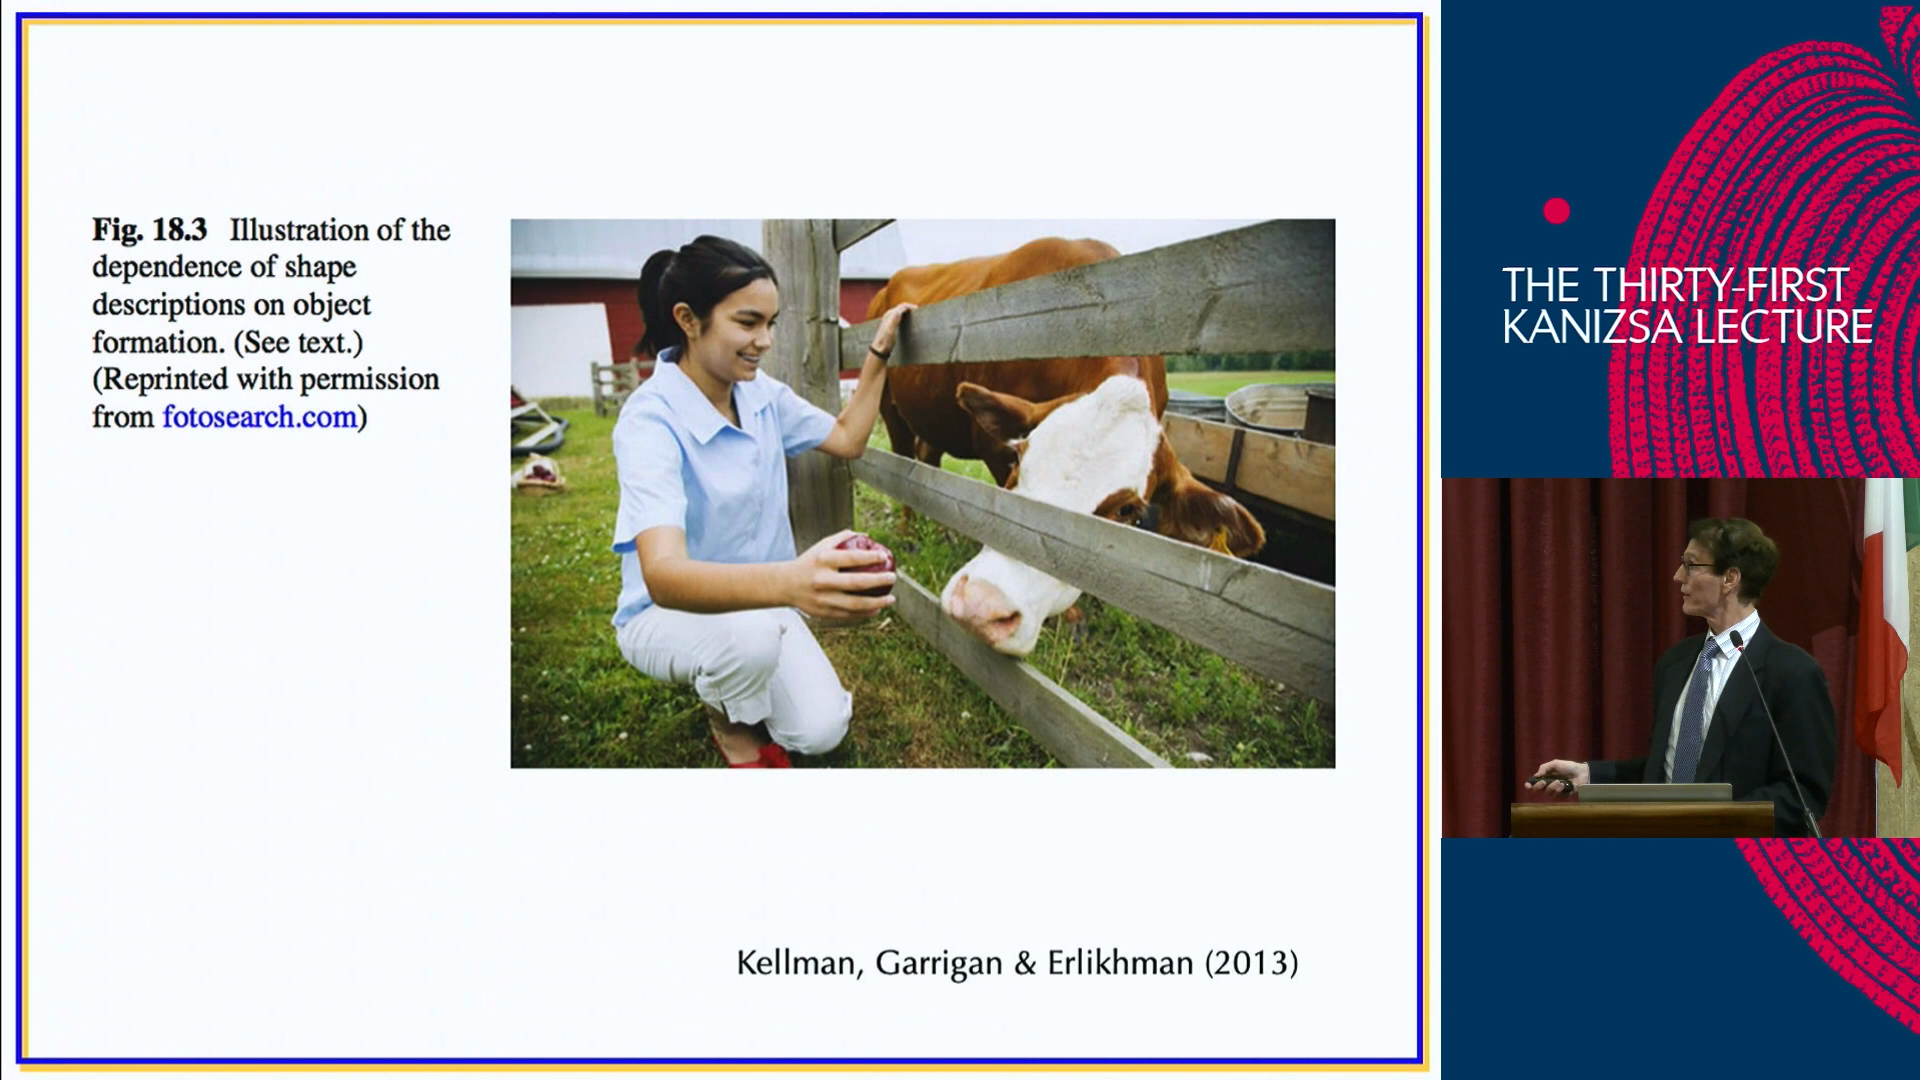 Fig. 18.3 Illustration of the
dependence of shape
descriptions on object
formation. (See text.)
(Reprinted with permission
from fotosearch.com)
Kellman, Garrigan & Erlikhman (2013)
THE THIRTY-FIRST
KANIZSA LECTURE